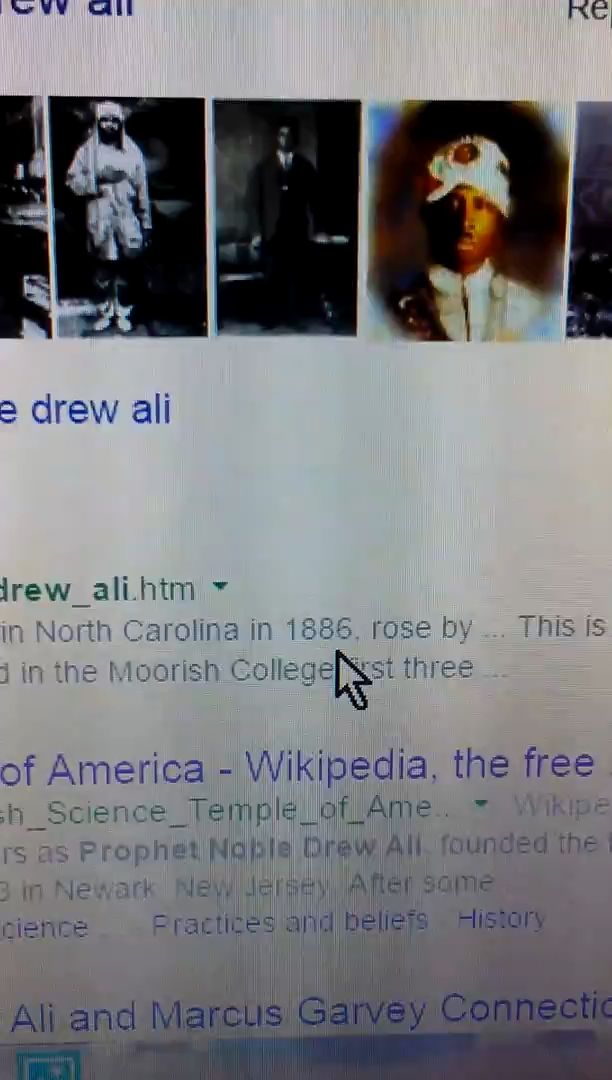 ew ali
Re
e drew ali
drew_ali.htm
in North Carolina in 1886, rose by ... This is
d in the Moorish College first three ...
of America - Wikipedia, the free
sh_Science_Temple_of_Ame... Wikipe
rs as Prophet Noble Drew Ali, founded the
3 in Newark, New Jersey. After some
cience ... Practices and beliefs - History
Ali and Marcus Garvey Connectio